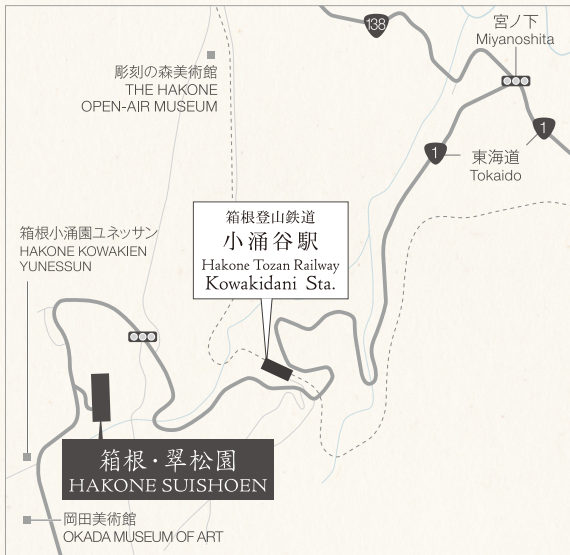 138
宮ノ下
Miyanoshita
彫刻の森美術館
THE HAKONE
OPEN-AIR MUSEUM
1
1
東海道
Tokaido
箱根登山鉄道
小涌谷駅
Hakone Tozan Railway
Kowakidani Sta.
箱根小涌園ユネッサン
HAKONE KOWAKIEN
YUNESSUN
箱根・翠松園
HAKONE SUISHOEN
岡田美術館
OKADA MUSEUM OF ART